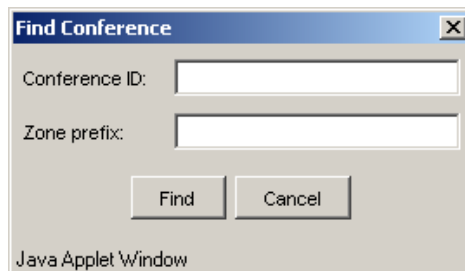 Find Conference
Conference ID:
Zone prefix:
Find Cancel
Java Applet Window